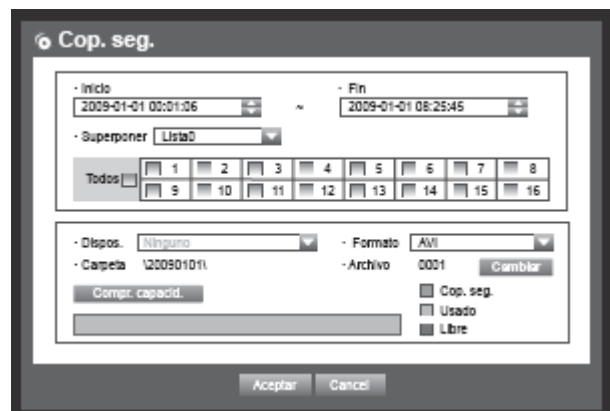 Cop. seg.
- Inicio
- Fin
2009-01-01 00:01:06 ~ 2009-01-01 08:25:45
- Superponer Lista0
Todos
1 2 3 4 5 6 7 8
9 10 11 12 13 14 15 16
- Dispos. Ninguno
- Formato AVI
- Carpeta \20090101\
- Archivo 0001 Cambiar
Compr. capacid.
Cop. seg.
Usado
Libre
Aceptar Cancel